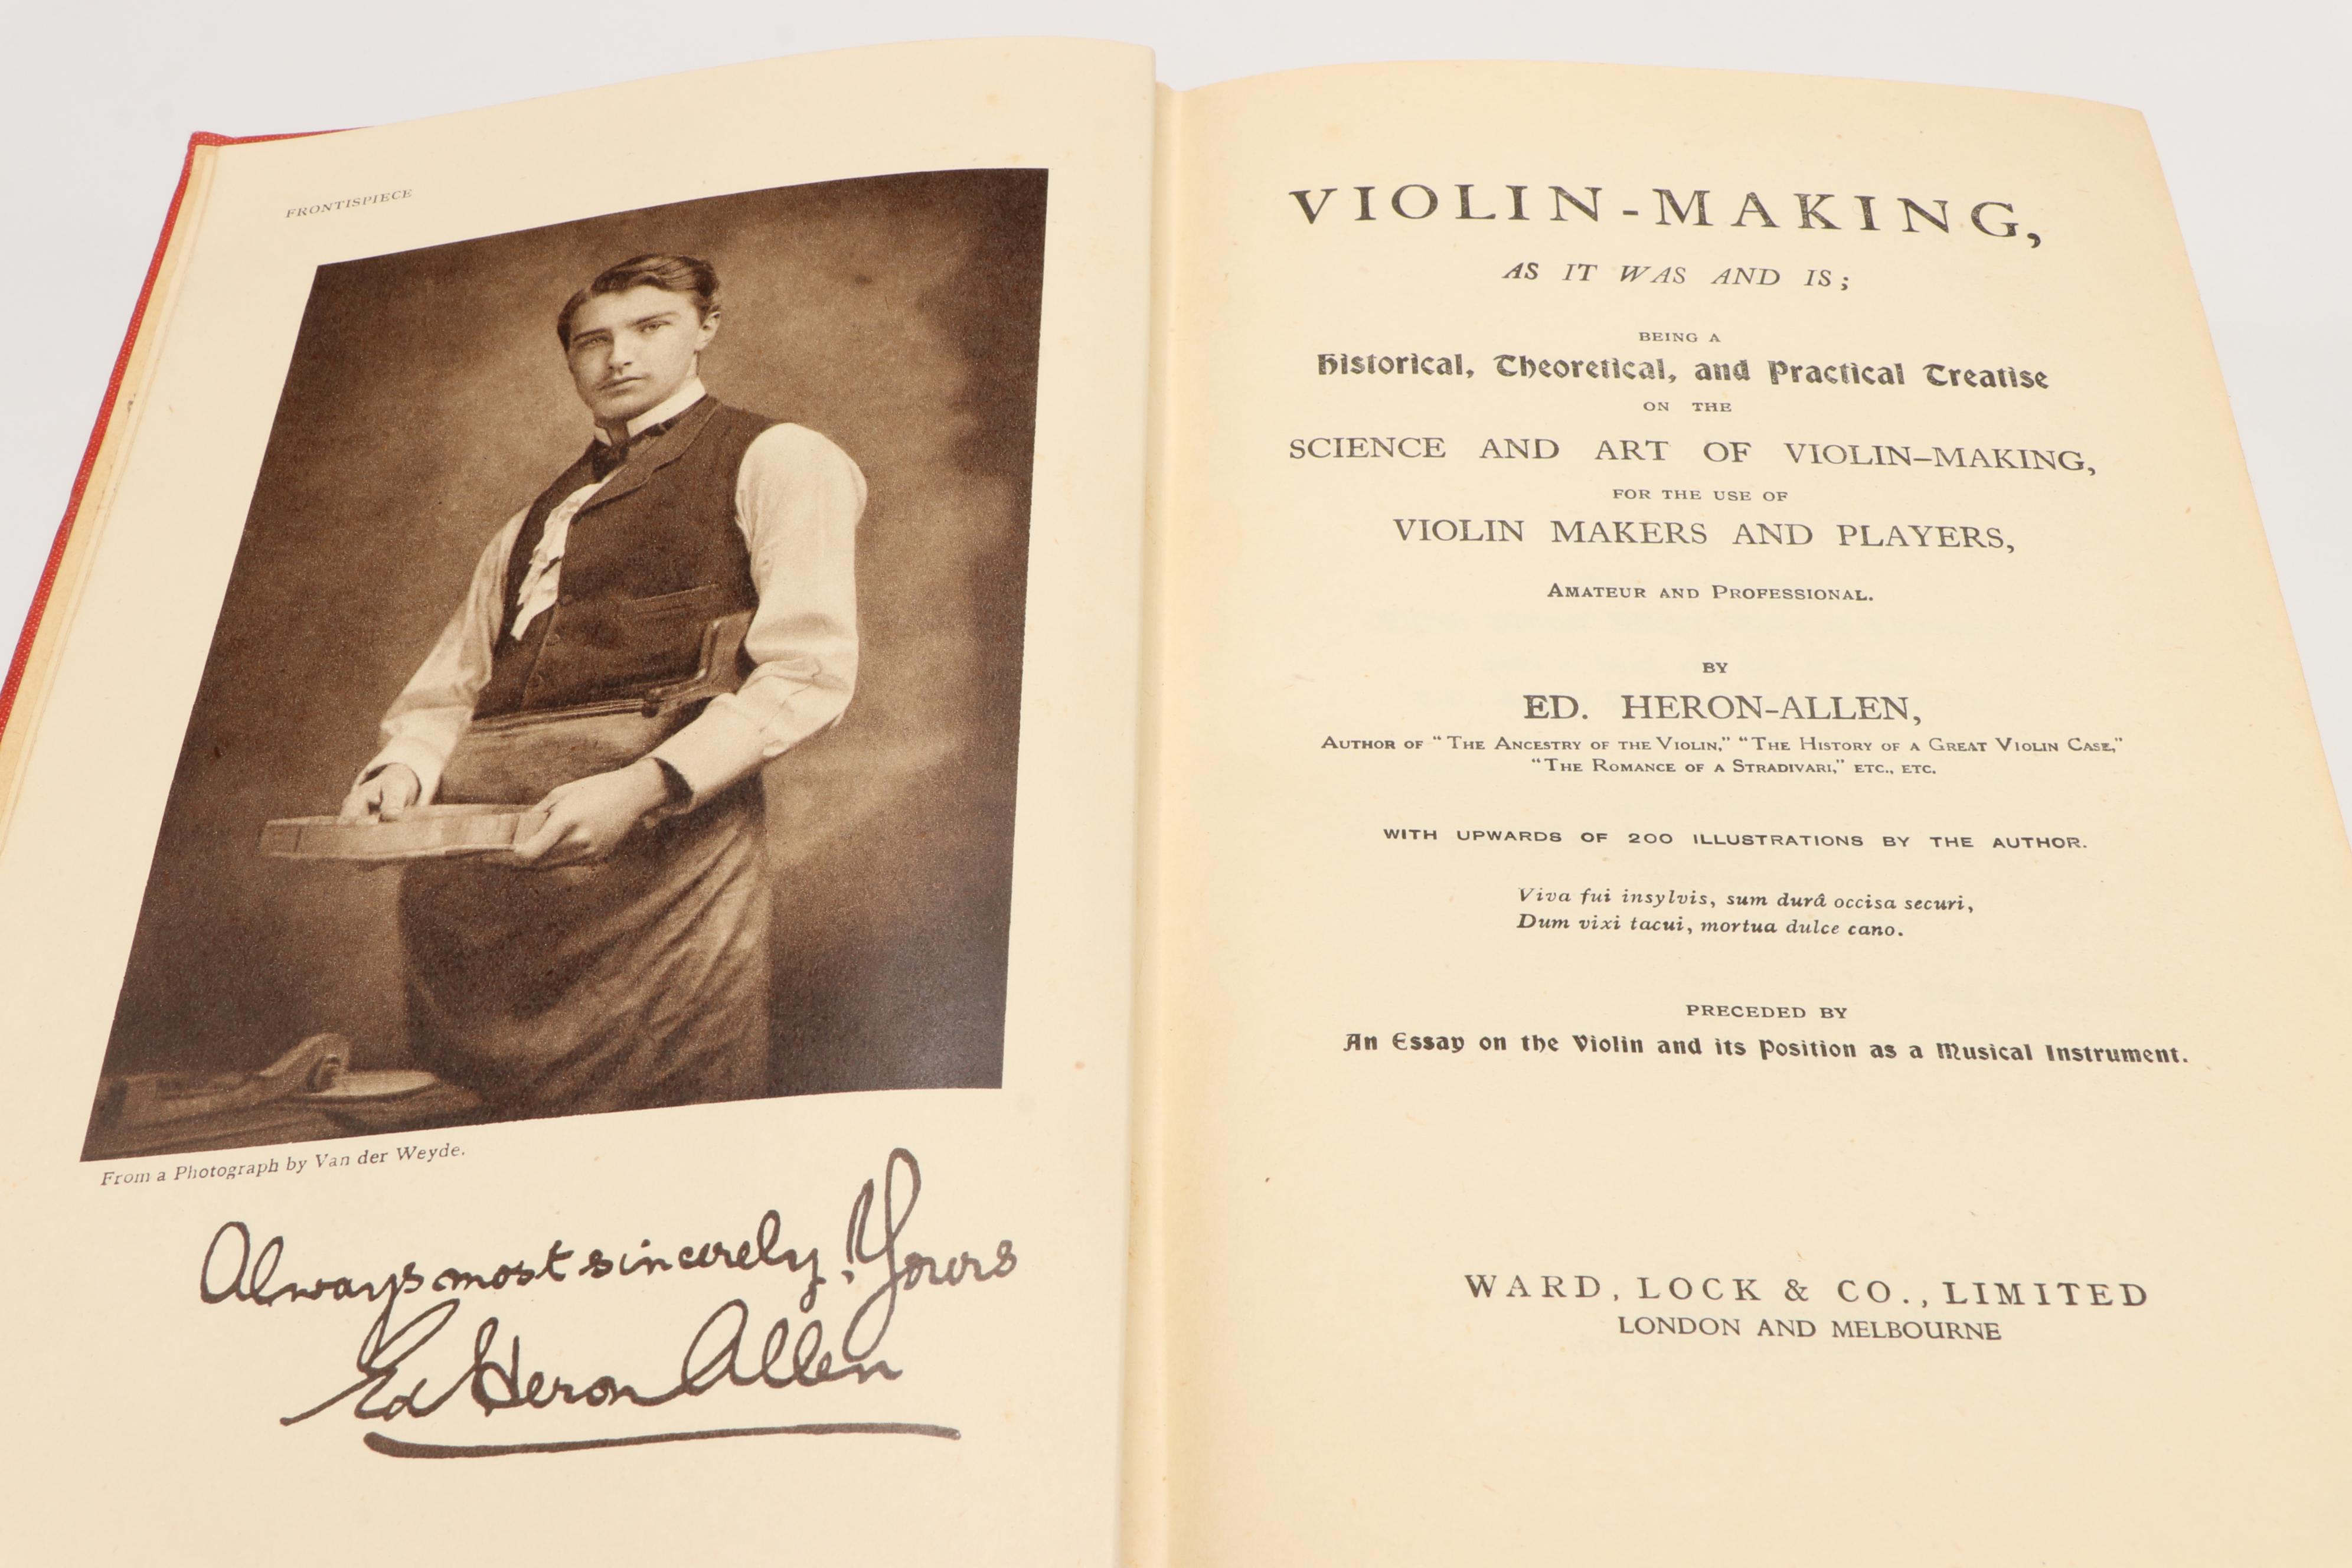 FRONTISPIECE
From a Photograph by Van der Weyde.
Always most sincerely Yours
Ed Heron Allen
VIOLIN-MAKING,
AS IT WAS AND IS;
BEING A
Historical, Theoretical, and Practical Treatise
ON THE
SCIENCE AND ART OF VIOLIN-MAKING,
FOR THE USE OF
VIOLIN MAKERS AND PLAYERS,
AMATEUR AND PROFESSIONAL.
BY
ED. HERON-ALLEN,
AUTHOR OF "THE ANCESTRY OF THE VIOLIN," "THE HISTORY OF A GREAT VIOLIN CASE,"
"THE ROMANCE OF A STRADIVARI," ETC., ETC.
WITH UPWARDS OF 200 ILLUSTRATIONS BY THE AUTHOR.
Viva fui insylvis, sum durâ occisa securi,
Dum vixi tacui, mortua dulce cano.
PRECEDED BY
An Essay on the Violin and its Position as a Musical Instrument.
WARD, LOCK & CO., LIMITED
LONDON AND MELBOURNE